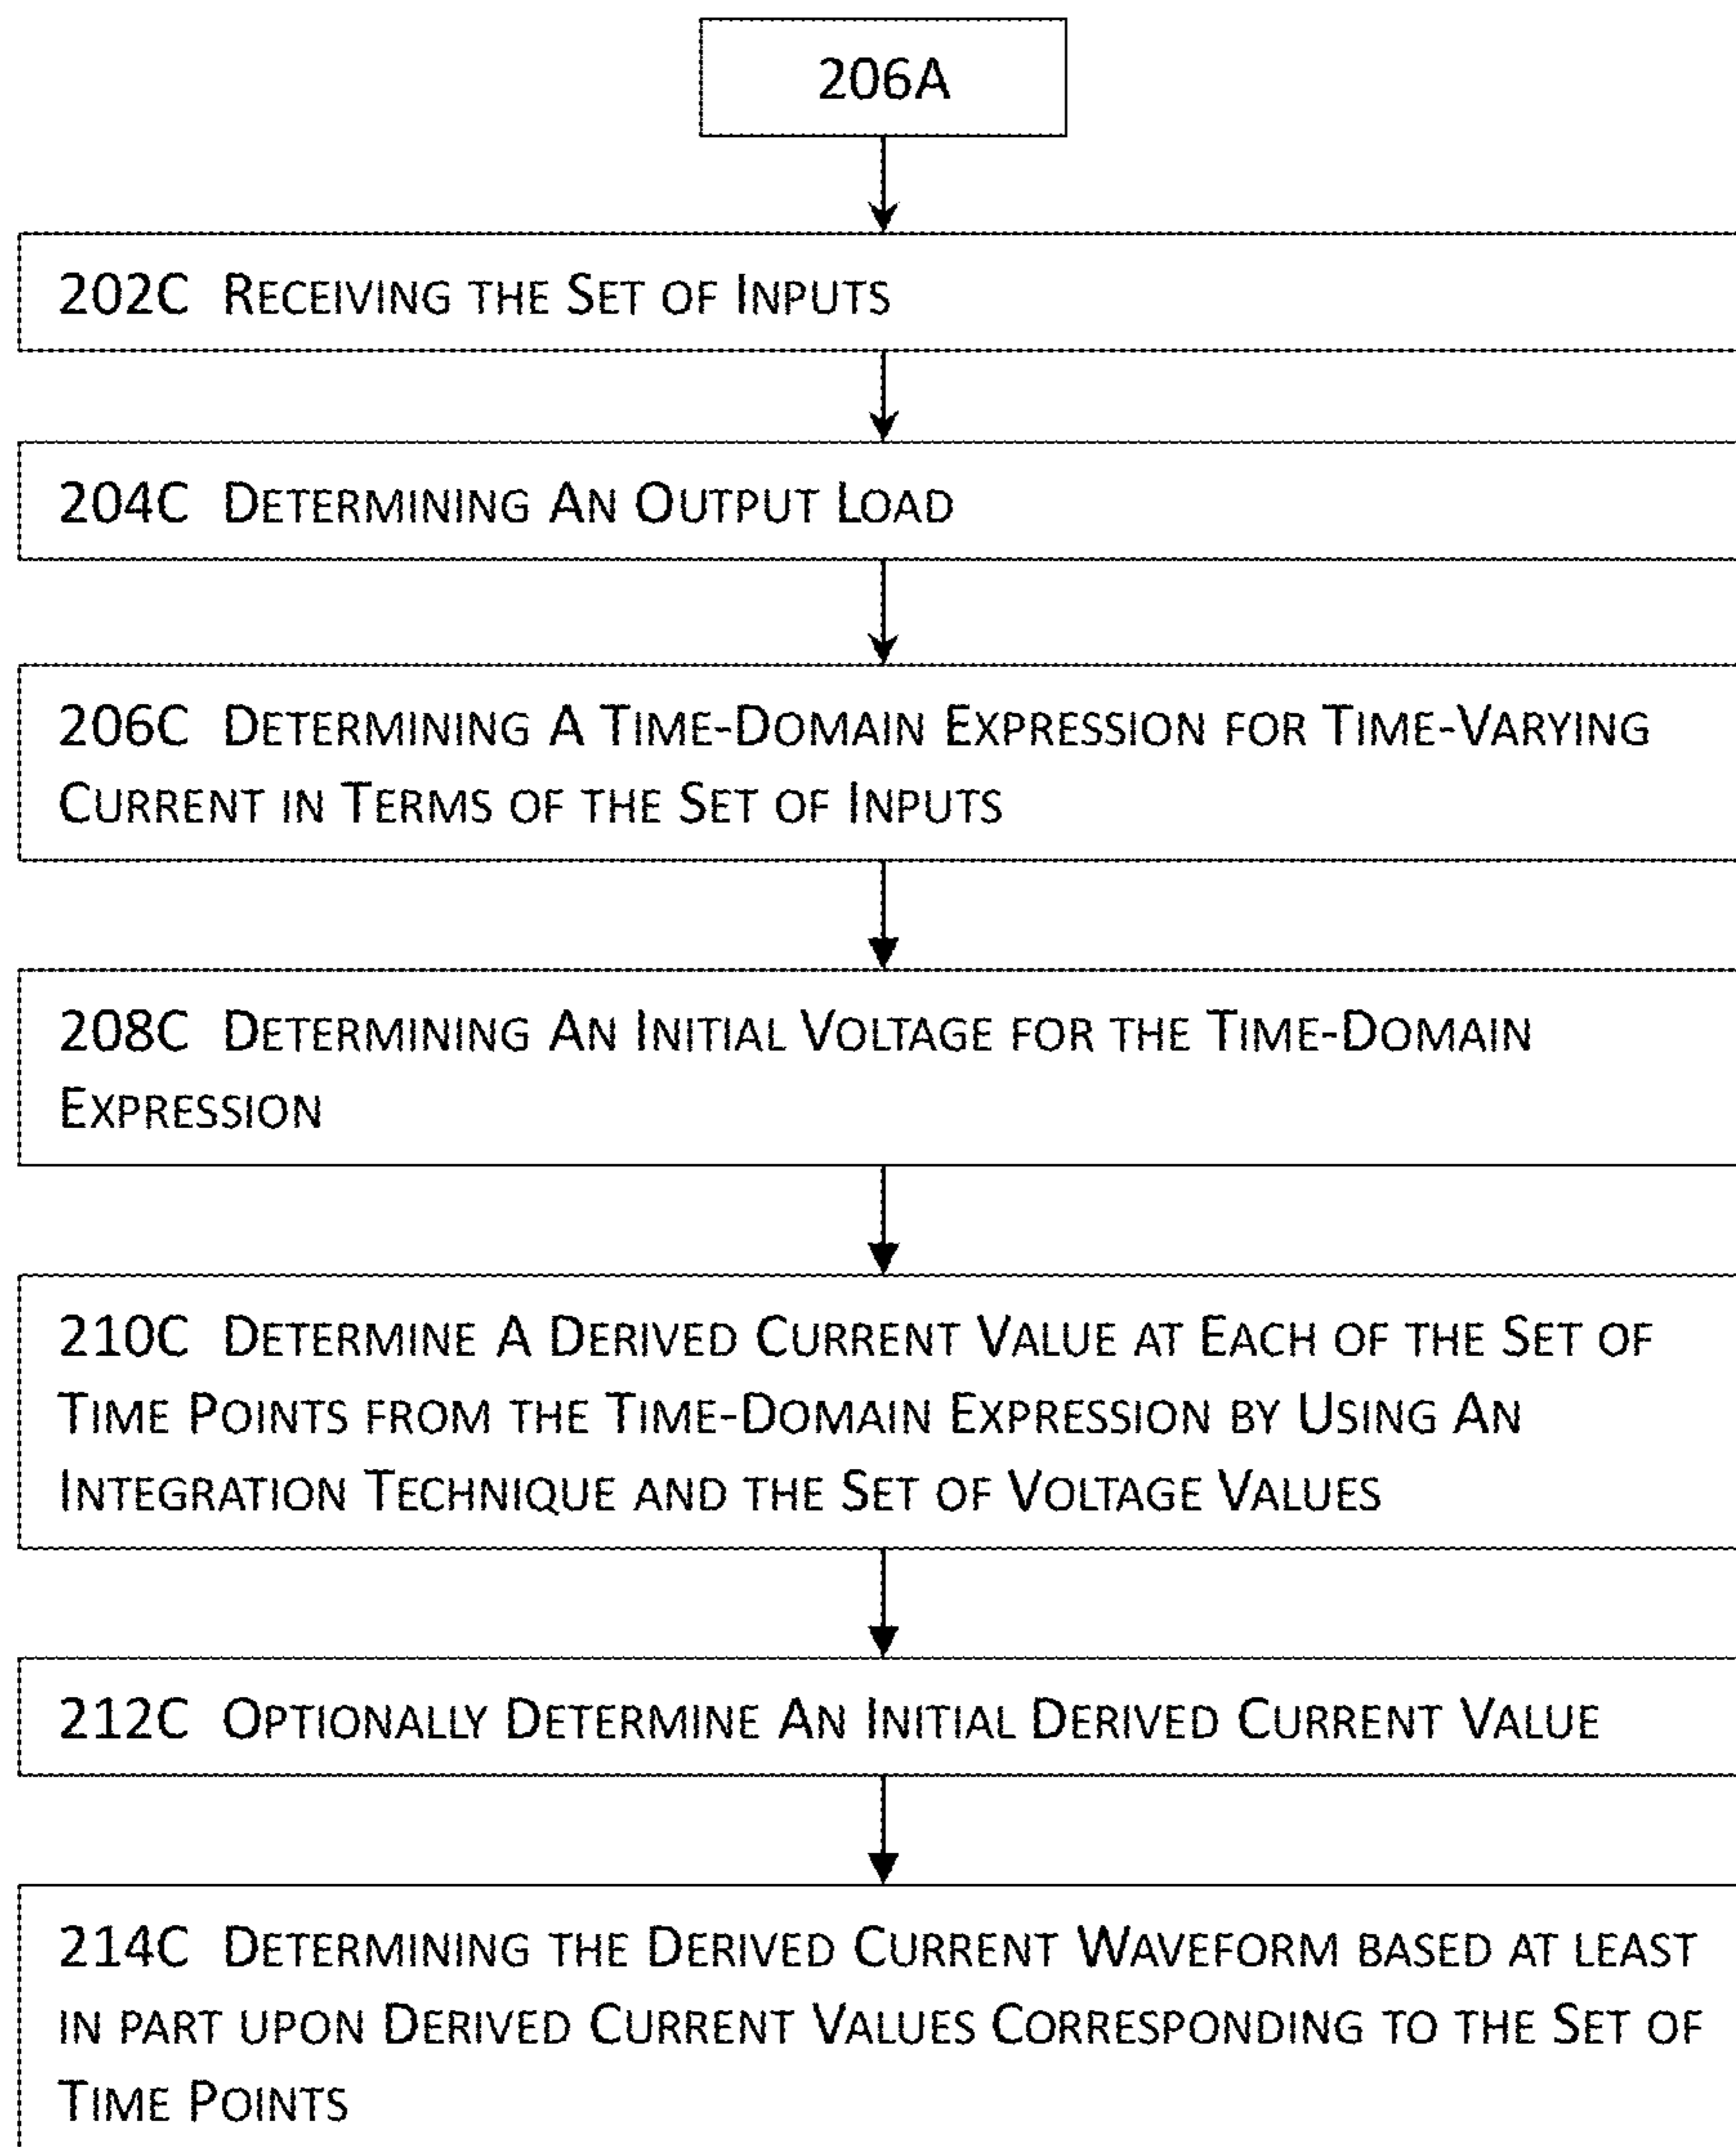 206A
202C Receiving the Set of Inputs
204C Determining An Output Load
206C Determining A Time-Domain Expression for Time-Varying
Current in Terms of the Set of Inputs
208C Determining An Initial Voltage for the Time-Domain
Expression
210C Determine A Derived Current Value at Each of the Set of
Time Points from the Time-Domain Expression by Using An
Integration Technique and the Set of Voltage Values
212C Optionally Determine An Initial Derived Current Value
214C Determining the Derived Current Waveform based at least
in part upon Derived Current Values Corresponding to the Set of
Time Points